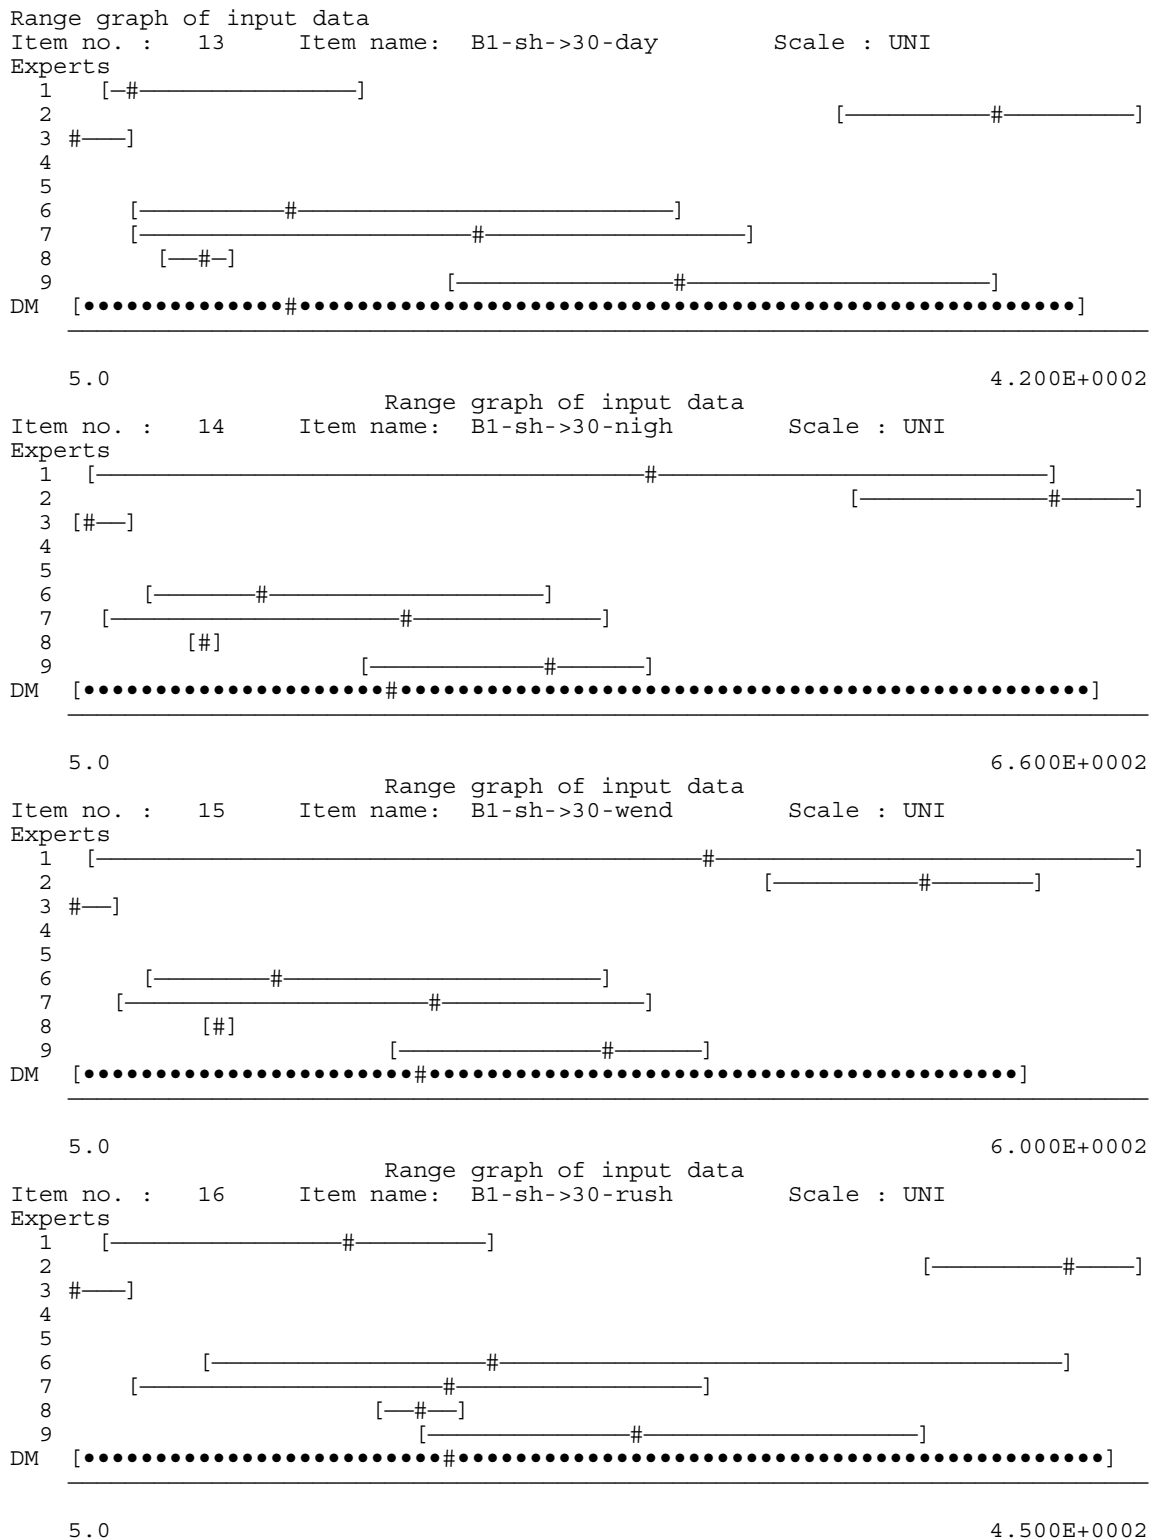 Range graph of input data
Item no. :   13      Item name:  B1-sh->30-day        Scale : UNI
Experts
  1    [—#———————————————]
  2                                                          [——————————#—————————]
  3  #———]
  4
  5
  6      [——————————#——————————————————————————]
  7      [———————————————————————#——————————————————]
  8        [——#—]
  9                            [———————————————#—————————————————————]
DM   [••••••••••••••#••••••••••••••••••••••••••••••••••••••••••••••••••••••]
5.0                                                              4.200E+0002
Range graph of input data
Item no. :   14      Item name:  B1-sh->30-nigh        Scale : UNI
Experts
  1   [——————————————————————————————————————#———————————————————————————]
  2                                                           [—————————————#—————]
  3  [#——]
  4
  5
  6       [———————#———————————————————]
  7    [————————————————————#—————————————]
  8          [#]
  9                      [————————————#——————]
DM   [•••••••••••••••••••••#••••••••••••••••••••••••••••••••••••••••••••••••]
5.0                                                              6.600E+0002
Range graph of input data
Item no. :   15      Item name:  B1-sh->30-wend        Scale : UNI
Experts
  1   [——————————————————————————————————————————#—————————————————————————————]
  2                                                     [——————————#———————]
  3  #——]
  4
  5
  6       [————————#——————————————————————]
  7     [—————————————————————#——————————————]
  8           [#]
  9                        [——————————————#——————]
DM   [•••••••••••••••••••••••#•••••••••••••••••••••••••••••••••••••••••]
5.0                                                              6.000E+0002
Range graph of input data
Item no. :   16      Item name:  B1-sh->30-rush        Scale : UNI
Experts
  1    [————————————————#—————————]
  2                                                                [—————————#————]
  3  #———]
  4
  5
  6           [———————————————————#———————————————————————————————————————]
  7      [—————————————————————#—————————————————]
  8                       [——#——]
  9                          [——————————————#———————————————————]
DM   [•••••••••••••••••••••••••#•••••••••••••••••••••••••••••••••••••••••••••]
5.0                                                              4.500E+0002